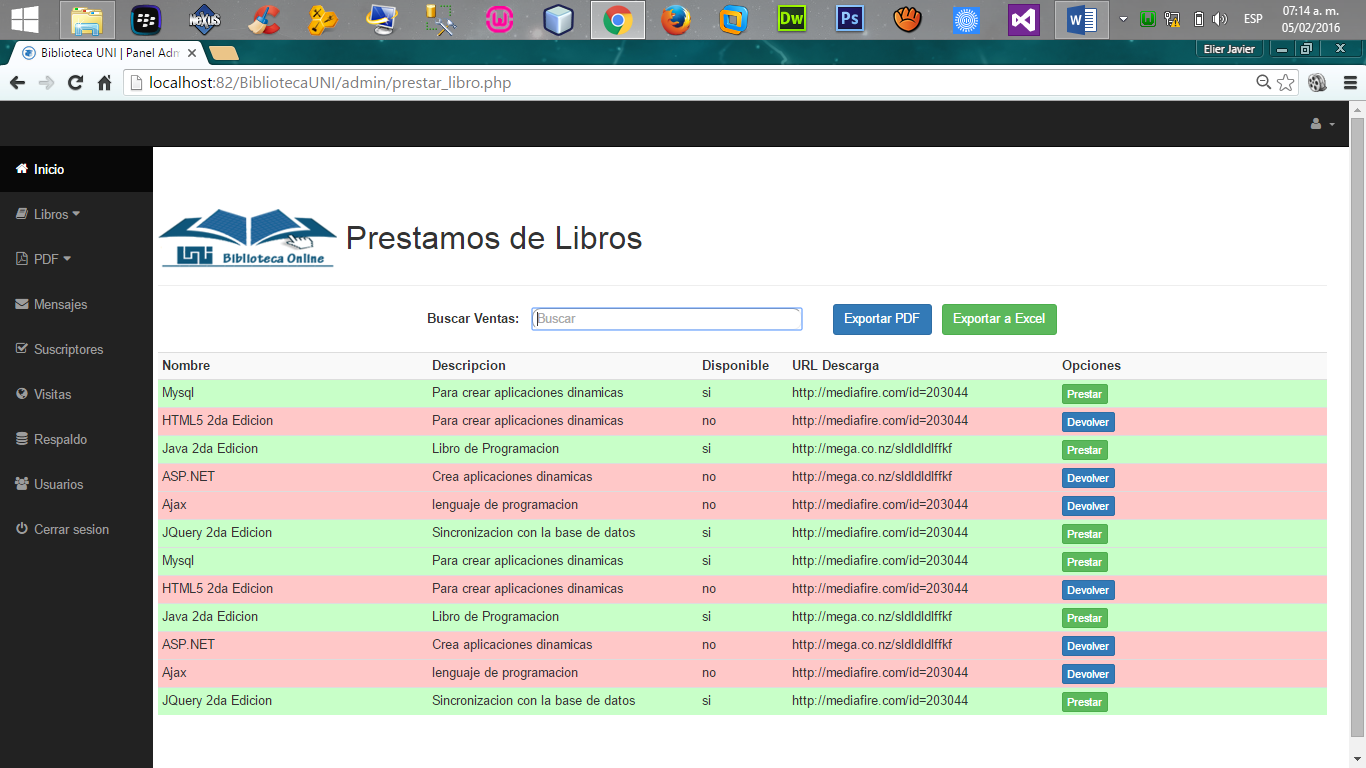 NEXUS
Dw
Ps
ESP
07:14 a. m.
05/02/2016
Biblioteca UNI | Panel Adm
Elier Javier
localhost:82/BibliotecaUNI/admin/prestar_libro.php
Inicio
Libros
PDF
Mensajes
Suscriptores
Visitas
Respaldo
Usuarios
Cerrar sesion
UNI Biblioteca Online
Prestamos de Libros
Buscar Ventas: Buscar Exportar PDF Exportar a Excel
Nombre Descripcion Disponible URL Descarga Opciones
Mysql Para crear aplicaciones dinamicas si http://mediafire.com/id=203044 Prestar
HTML5 2da Edicion Para crear aplicaciones dinamicas no http://mediafire.com/id=203044 Devolver
Java 2da Edicion Libro de Programacion si http://mega.co.nz/sldldldlffkf Prestar
ASP.NET Crea aplicaciones dinamicas no http://mega.co.nz/sldldldlffkf Devolver
Ajax lenguaje de programacion no http://mediafire.com/id=203044 Devolver
JQuery 2da Edicion Sincronizacion con la base de datos si http://mediafire.com/id=203044 Prestar
Mysql Para crear aplicaciones dinamicas si http://mediafire.com/id=203044 Prestar
HTML5 2da Edicion Para crear aplicaciones dinamicas no http://mediafire.com/id=203044 Devolver
Java 2da Edicion Libro de Programacion si http://mega.co.nz/sldldldlffkf Prestar
ASP.NET Crea aplicaciones dinamicas no http://mega.co.nz/sldldldlffkf Devolver
Ajax lenguaje de programacion no http://mediafire.com/id=203044 Devolver
JQuery 2da Edicion Sincronizacion con la base de datos si http://mediafire.com/id=203044 Prestar